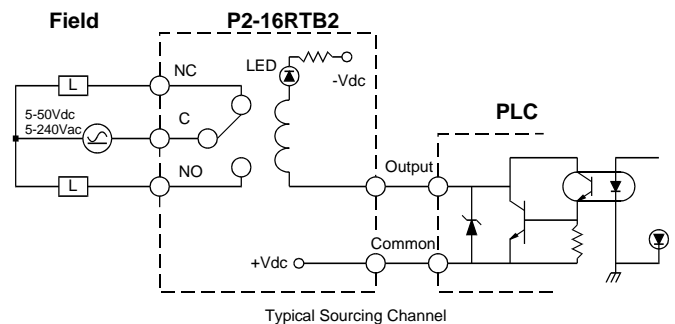 Field
P2-16RTB2
LED
-Vdc
NC
L
5-50Vdc
5-240Vac
C
PLC
NO
L
Output
Common
+Vdc
Typical Sourcing Channel